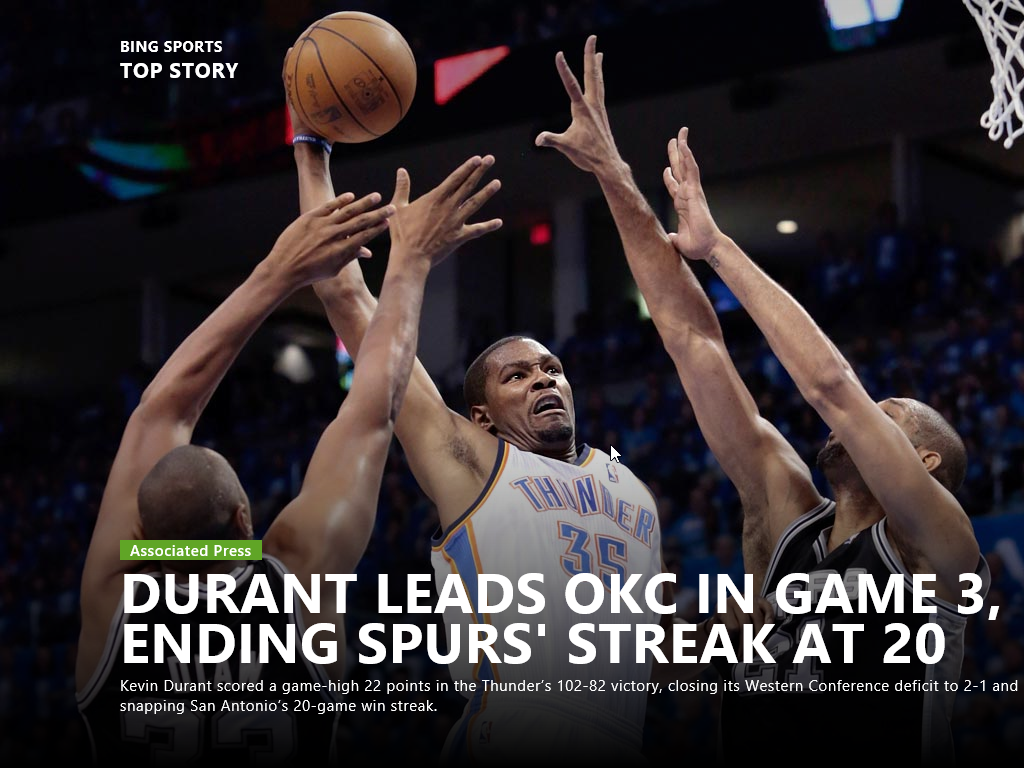 BING SPORTS
TOP STORY
THUNDER
35
Associated Press
DURANT LEADS OKC IN GAME 3,
ENDING SPURS' STREAK AT 20
Kevin Durant scored a game-high 22 points in the Thunder’s 102-82 victory, closing its Western Conference deficit to 2-1 and
snapping San Antonio’s 20-game win streak.